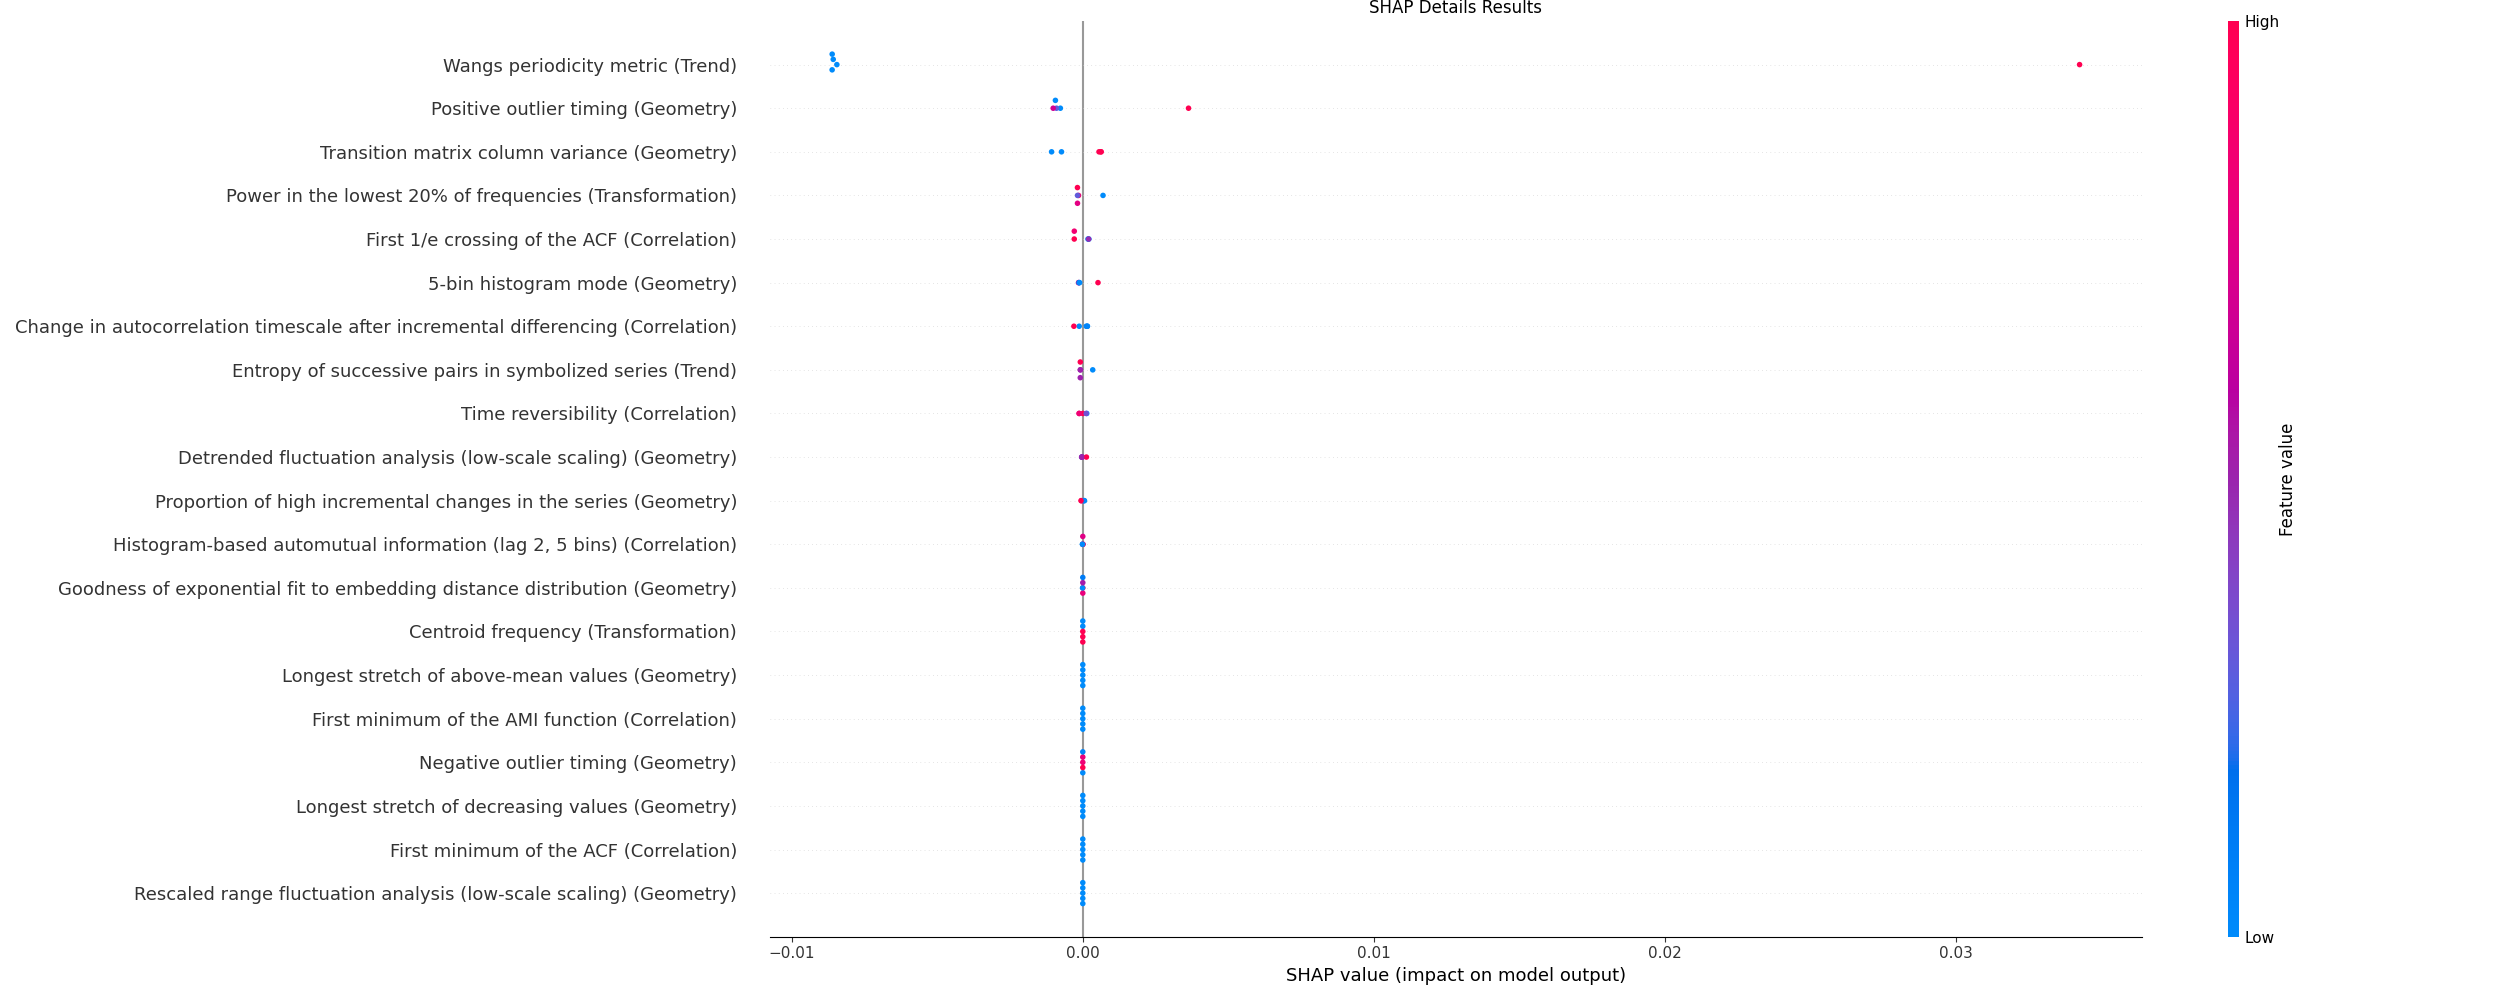 SHAP Details Results
High
Wangs periodicity metric (Trend)
Positive outlier timing (Geometry)
Transition matrix column variance (Geometry)
Power in the lowest 20% of frequencies (Transformation)
First 1/e crossing of the ACF (Correlation)
5-bin histogram mode (Geometry)
Change in autocorrelation timescale after incremental differencing (Correlation)
Entropy of successive pairs in symbolized series (Trend)
Time reversibility (Correlation)
Detrended fluctuation analysis (low-scale scaling) (Geometry)
Proportion of high incremental changes in the series (Geometry)
Histogram-based automutual information (lag 2, 5 bins) (Correlation)
Goodness of exponential fit to embedding distance distribution (Geometry)
Centroid frequency (Transformation)
Longest stretch of above-mean values (Geometry)
First minimum of the AMI function (Correlation)
Negative outlier timing (Geometry)
Longest stretch of decreasing values (Geometry)
First minimum of the ACF (Correlation)
Rescaled range fluctuation analysis (low-scale scaling) (Geometry)
Feature value
Low
−0.01 0.00 0.01 0.02 0.03
SHAP value (impact on model output)